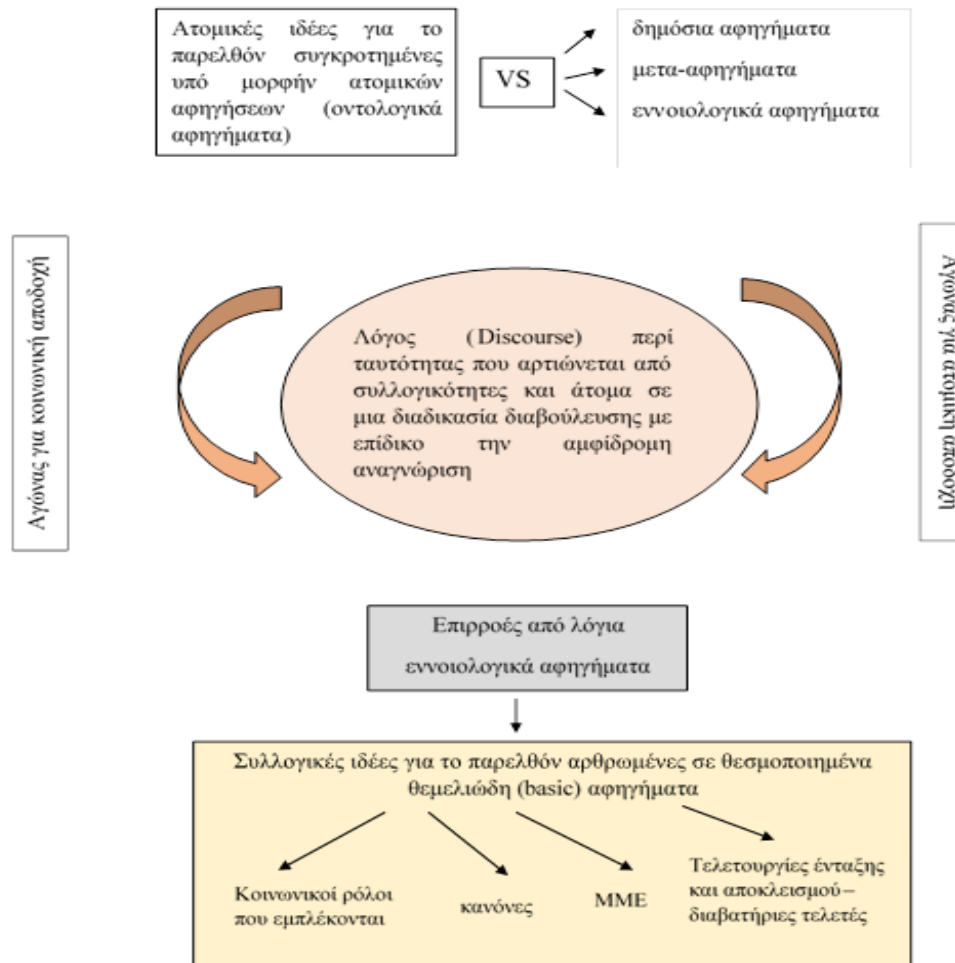 Ατομικές ιδέες για το
παρελθόν συγκροτημένες
υπό μορφήν ατομικών
αφηγήσεων (οντολογικά
αφηγήματα)
VS
δημόσια αφηγήματα
μετα-αφηγήματα
εννοιολογικά αφηγήματα
Αγώνας για κοινωνική αποδοχή
Λόγος (Discourse) περί
ταυτότητας που αρτιώνεται από
συλλογικότητες και άτομα σε
μια διαδικασία διαβούλευσης με
επίδικο την αμφίδρομη
αναγνώριση
Αγώνας για ατομική αποδοχή
Επιρροές από λόγια
εννοιολογικά αφηγήματα
Συλλογικές ιδέες για το παρελθόν αρθρωμένες σε θεσμοποιημένα
θεμελιώδη (basic) αφηγήματα
Κοινωνικοί ρόλοι
που εμπλέκονται
κανόνες
ΜΜΕ
Τελετουργίες ένταξης
και αποκλεισμού–
διαβατήριες τελετές